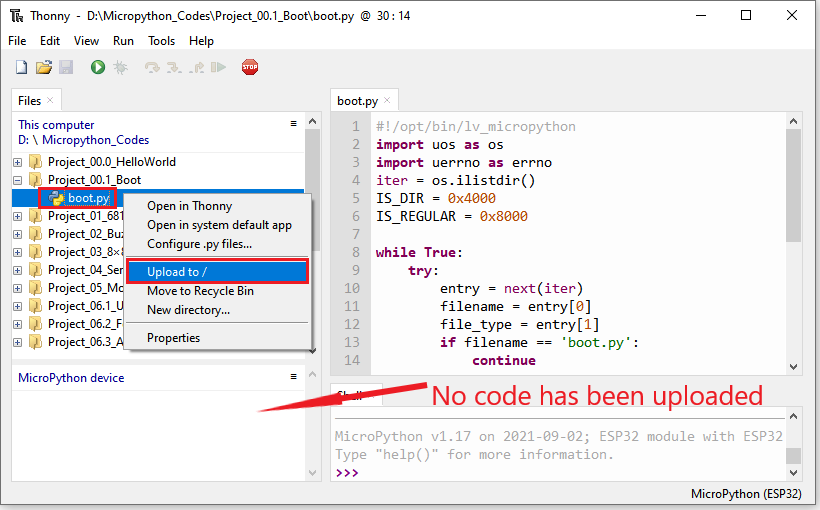 Thonny - D:\Micropython_Codes\Project_00.1_Boot\boot.py @ 30:14
File Edit View Run Tools Help
STOP
Files
This computer
D: \ Micropython_Codes
Project_00.0_HelloWorld
Project_00.1_Boot
boot.py
Project_01_681
Project_02_Buz
Project_03_8×8
Project_04_Ser
Project_05_Mo
Project_06.1_U
Project_06.2_F
Project_06.3_A
Open in Thonny
Open in system default app
Configure .py files...
Upload to /
Move to Recycle Bin
New directory...
Properties
MicroPython device
boot.py
1 #!/opt/bin/lv_micropython
2 import uos as os
3 import uerrno as errno
4 iter = os.ilistdir()
5 IS_DIR = 0x4000
6 IS_REGULAR = 0x8000
7
8 while True:
9 try:
10 entry = next(iter)
11 filename = entry[0]
12 file_type = entry[1]
13 if filename == 'boot.py':
14 continue
Shell
No code has been uploaded
MicroPython v1.17 on 2021-09-02; ESP32 module with ESP32
Type "help()" for more information.
>>>
MicroPython (ESP32)